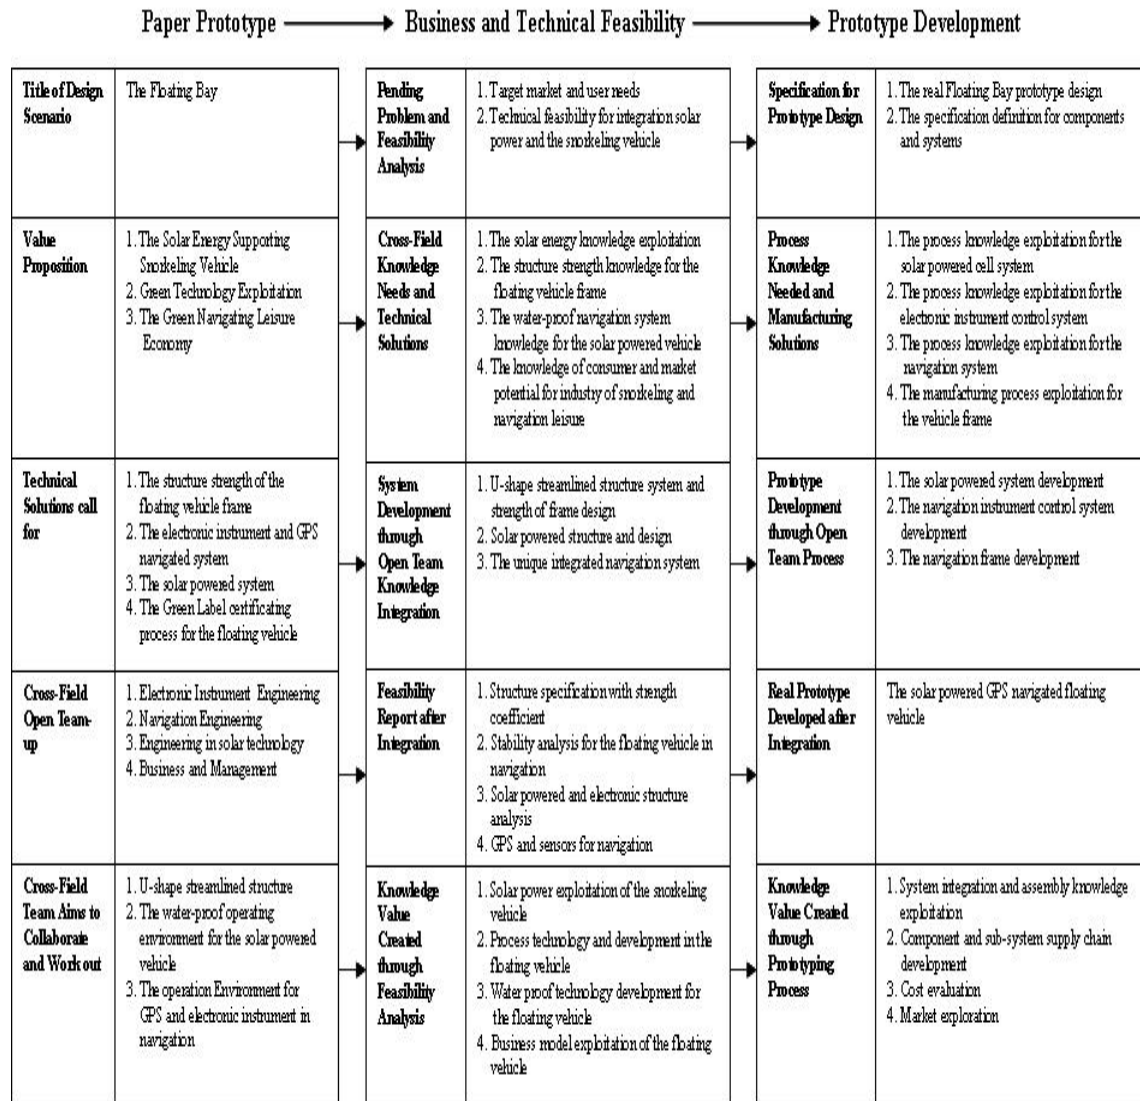 Paper Prototype
Business and Technical Feasibility
Prototype Development
Title of Design
Scenario
The Floating Bay
Pending
Problem and
Feasibility
Analysis
1. Target market and user needs
2. Technical feasibility for integration solar
power and the snorkeling vehicle
Specification for
Prototype Design
1. The real Floating Bay prototype design
2. The specification definition for components
and systems
Value
Proposition
1. The Solar Energy Supporting
Snorkeling Vehicle
2. Green Technology Exploitation
3. The Green Navigating Leisure
Economy
Cross-Field
Knowledge
Needs and
Technical
Solutions
1. The solar energy knowledge exploitation
2. The structure strength knowledge for the
floating vehicle frame
3. The water-proof navigation system
knowledge for the solar powered vehicle
4. The knowledge of consumer and market
potential for industry of snorkeling and
navigation leisure
Process
Knowledge
Needed and
Manufacturing
Solutions
1. The process knowledge exploitation for the
solar powered cell system
2. The process knowledge exploitation for the
electronic instrument control system
3. The process knowledge exploitation for the
navigation system
4. The manufacturing process exploitation for
the vehicle frame
Technical
Solutions call
for
1. The structure strength of the
floating vehicle frame
2. The electronic instrument and GPS
navigated system
3. The solar powered system
4. The Green Label certificating
process for the floating vehicle
System
Development
through
Open Team
Knowledge
Integration
1. U-shape streamlined structure system and
strength of frame design
2. Solar powered structure and design
3. The unique integrated navigation system
Prototype
Development
through Open
Team Process
1. The solar powered system development
2. The navigation instrument control system
development
3. The navigation frame development
Cross-Field
Open Team-
up
1. Electronic Instrument Engineering
2. Navigation Engineering
3. Engineering in solar technology
4. Business and Management
Feasibility
Report after
Integration
1. Structure specification with strength
coefficient
2. Stability analysis for the floating vehicle in
navigation
3. Solar powered and electronic structure
analysis
4. GPS and sensors for navigation
Real Prototype
Developed after
Integration
The solar powered GPS navigated floating
vehicle
Cross-Field
Team Aims to
Collaborate
and Work out
1. U-shape streamlined structure
2. The water-proof operating
environment for the solar powered
vehicle
3. The operation Environment for
GPS and electronic instrument in
navigation
Knowledge
Value
Created
through
Feasibility
Analysis
1. Solar power exploitation of the snorkeling
vehicle
2. Process technology and development in the
floating vehicle
3. Water proof technology development for
the floating vehicle
4. Business model exploitation of the floating
vehicle
Knowledge
Value Created
through
Prototyping
Process
1. System integration and assembly knowledge
exploitation
2. Component and sub-system supply chain
development
3. Cost evaluation
4. Market exploration